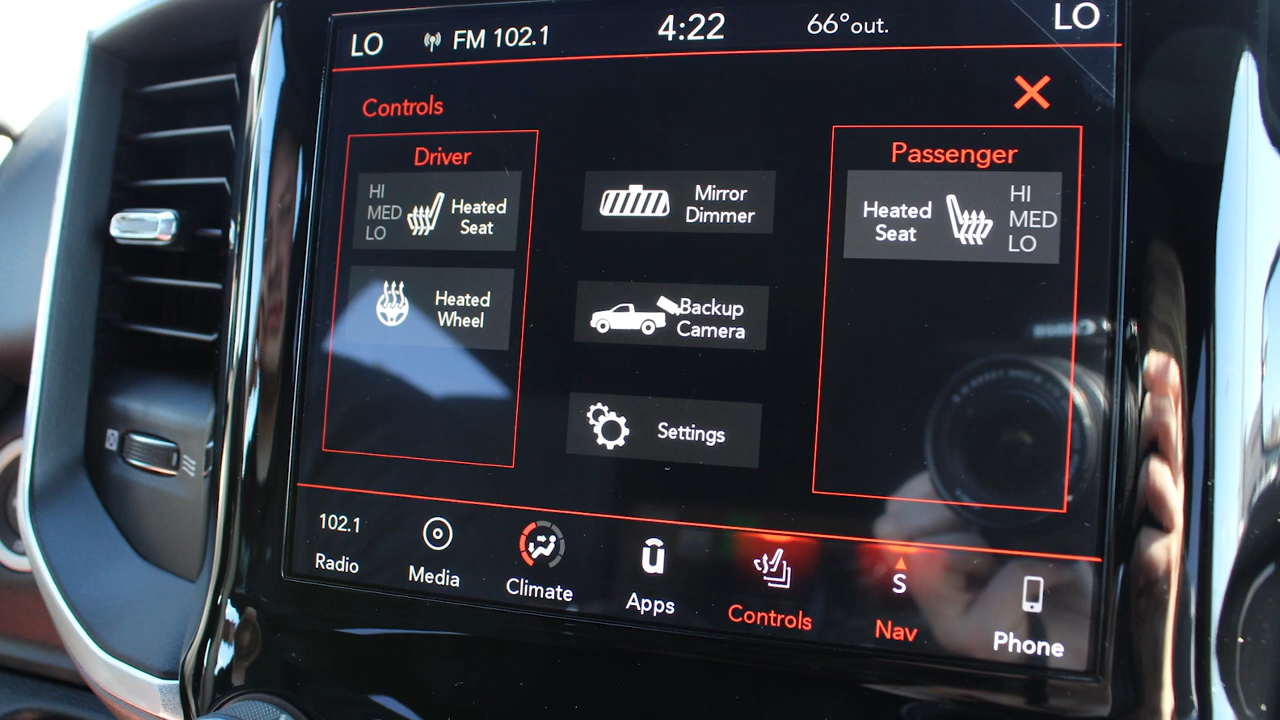 LO FM 102.1 4:22 66° out. LO
Controls
Driver
HI
MED
LO
Heated
Seat
Heated
Wheel
Mirror
Dimmer
Backup
Camera
Settings
Passenger
Heated
Seat
HI
MED
LO
102.1
Radio
Media
Climate
u
Apps
Controls
S
Nav
Phone